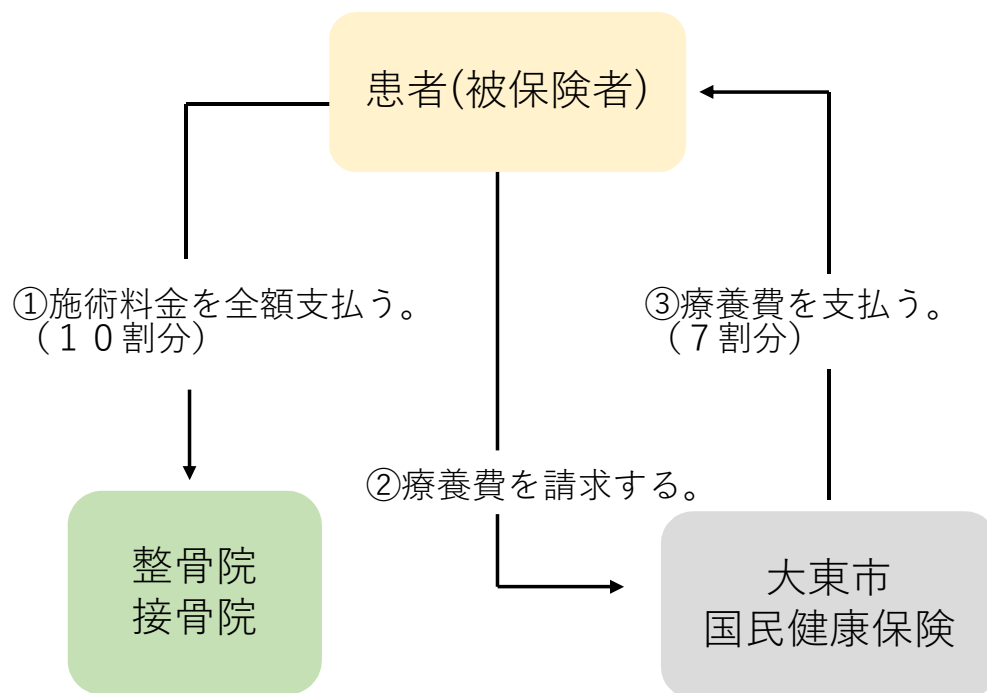 患者(被保険者)
①施術料金を全額支払う。
（１０割分）
③療養費を支払う。
（７割分）
②療養費を請求する。
整骨院
接骨院
大東市
国民健康保険